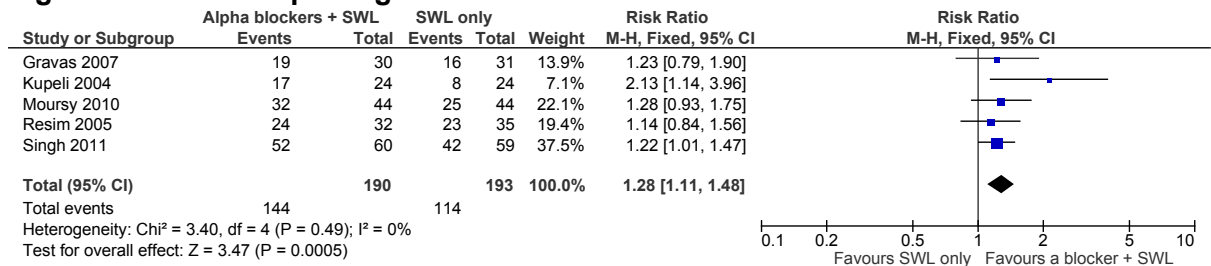 Alpha blockers + SWL SWL only Risk Ratio Risk Ratio
Study or Subgroup Events Total Events Total Weight M-H, Fixed, 95% CI M-H, Fixed, 95% CI
Gravas 2007 19 30 16 31 13.9% 1.23 [0.79, 1.90]
Kupeli 2004 17 24 8 24 7.1% 2.13 [1.14, 3.96]
Moursy 2010 32 44 25 44 22.1% 1.28 [0.93, 1.75]
Resim 2005 24 32 23 35 19.4% 1.14 [0.84, 1.56]
Singh 2011 52 60 42 59 37.5% 1.22 [1.01, 1.47]
Total (95% CI) 190 193 100.0% 1.28 [1.11, 1.48]
Total events 144 114
Heterogeneity: Chi² = 3.40, df = 4 (P = 0.49); I² = 0%
Test for overall effect: Z = 3.47 (P = 0.0005)
0.1 0.2 0.5 1 2 5 10
Favours SWL only Favours a blocker + SWL